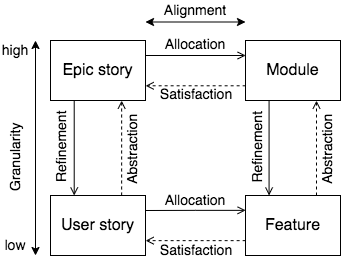 Alignment
high
Allocation
Epic story
Module
Satisfaction
Granularity
Refinement
Abstraction
Refinement
Abstraction
Allocation
User story
Feature
low
Satisfaction